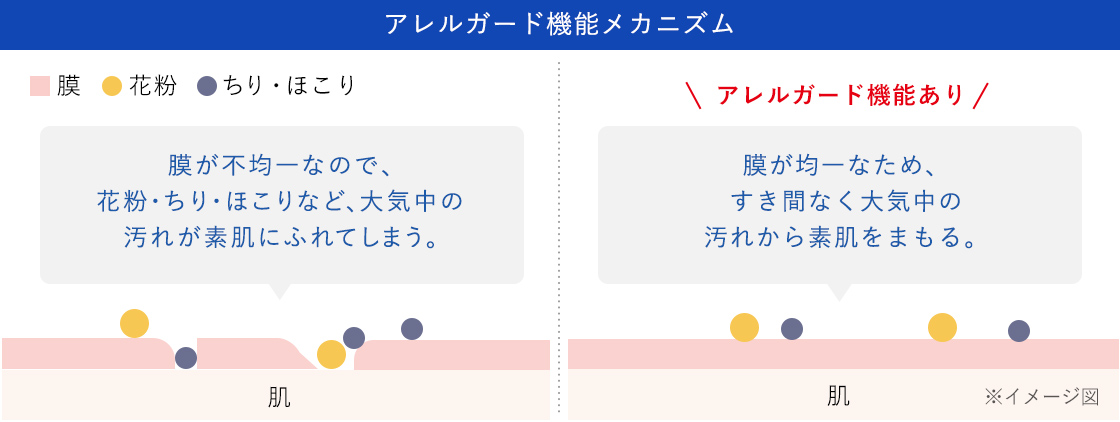 アレルガード機能メカニズム
膜 花粉 ちり・ほこり
膜が不均一なので、
花粉・ちり・ほこりなど、大気中の
汚れが素肌にふれてしまう。
肌
アレルガード機能あり
膜が均一なため、
すき間なく大気中の
汚れから素肌をまもる。
肌
※イメージ図